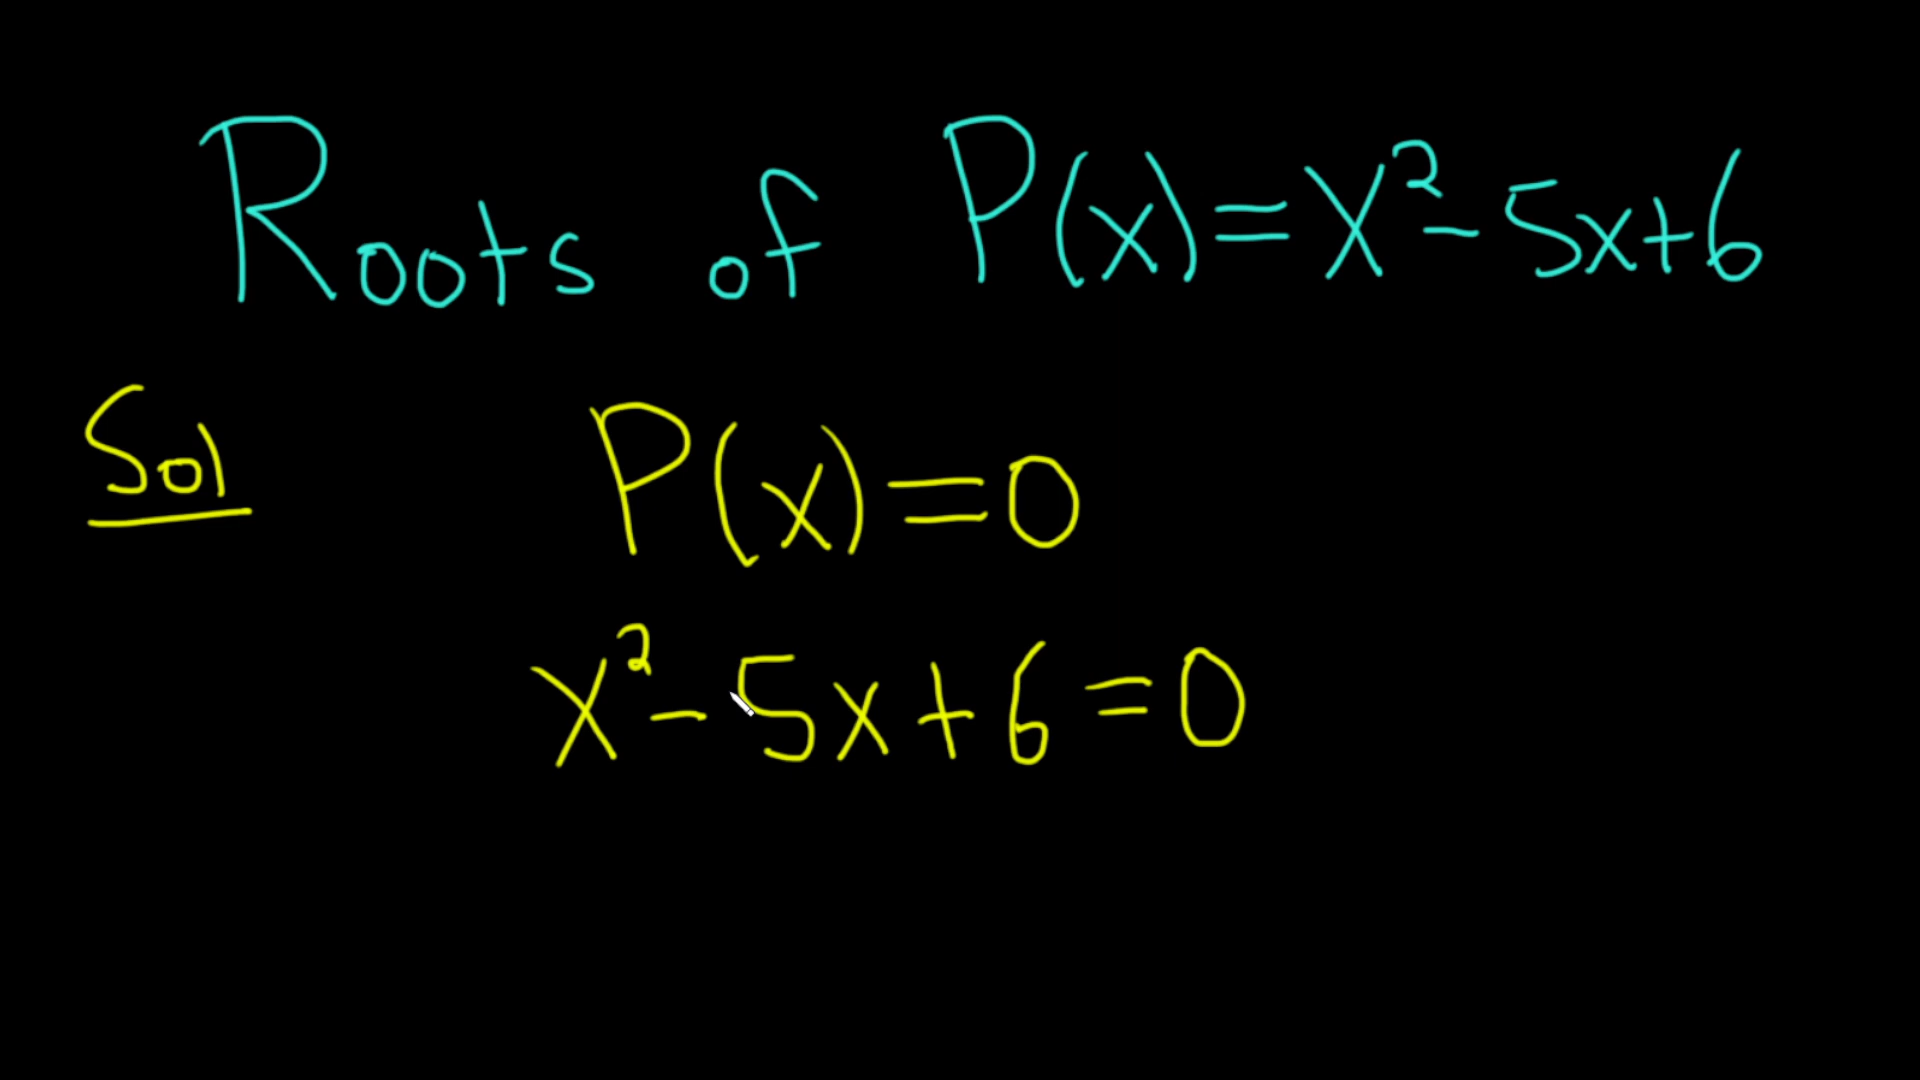 Roots of P(x)=x²-5x+6
Sol
P(x)=0
x²-5x+6=0